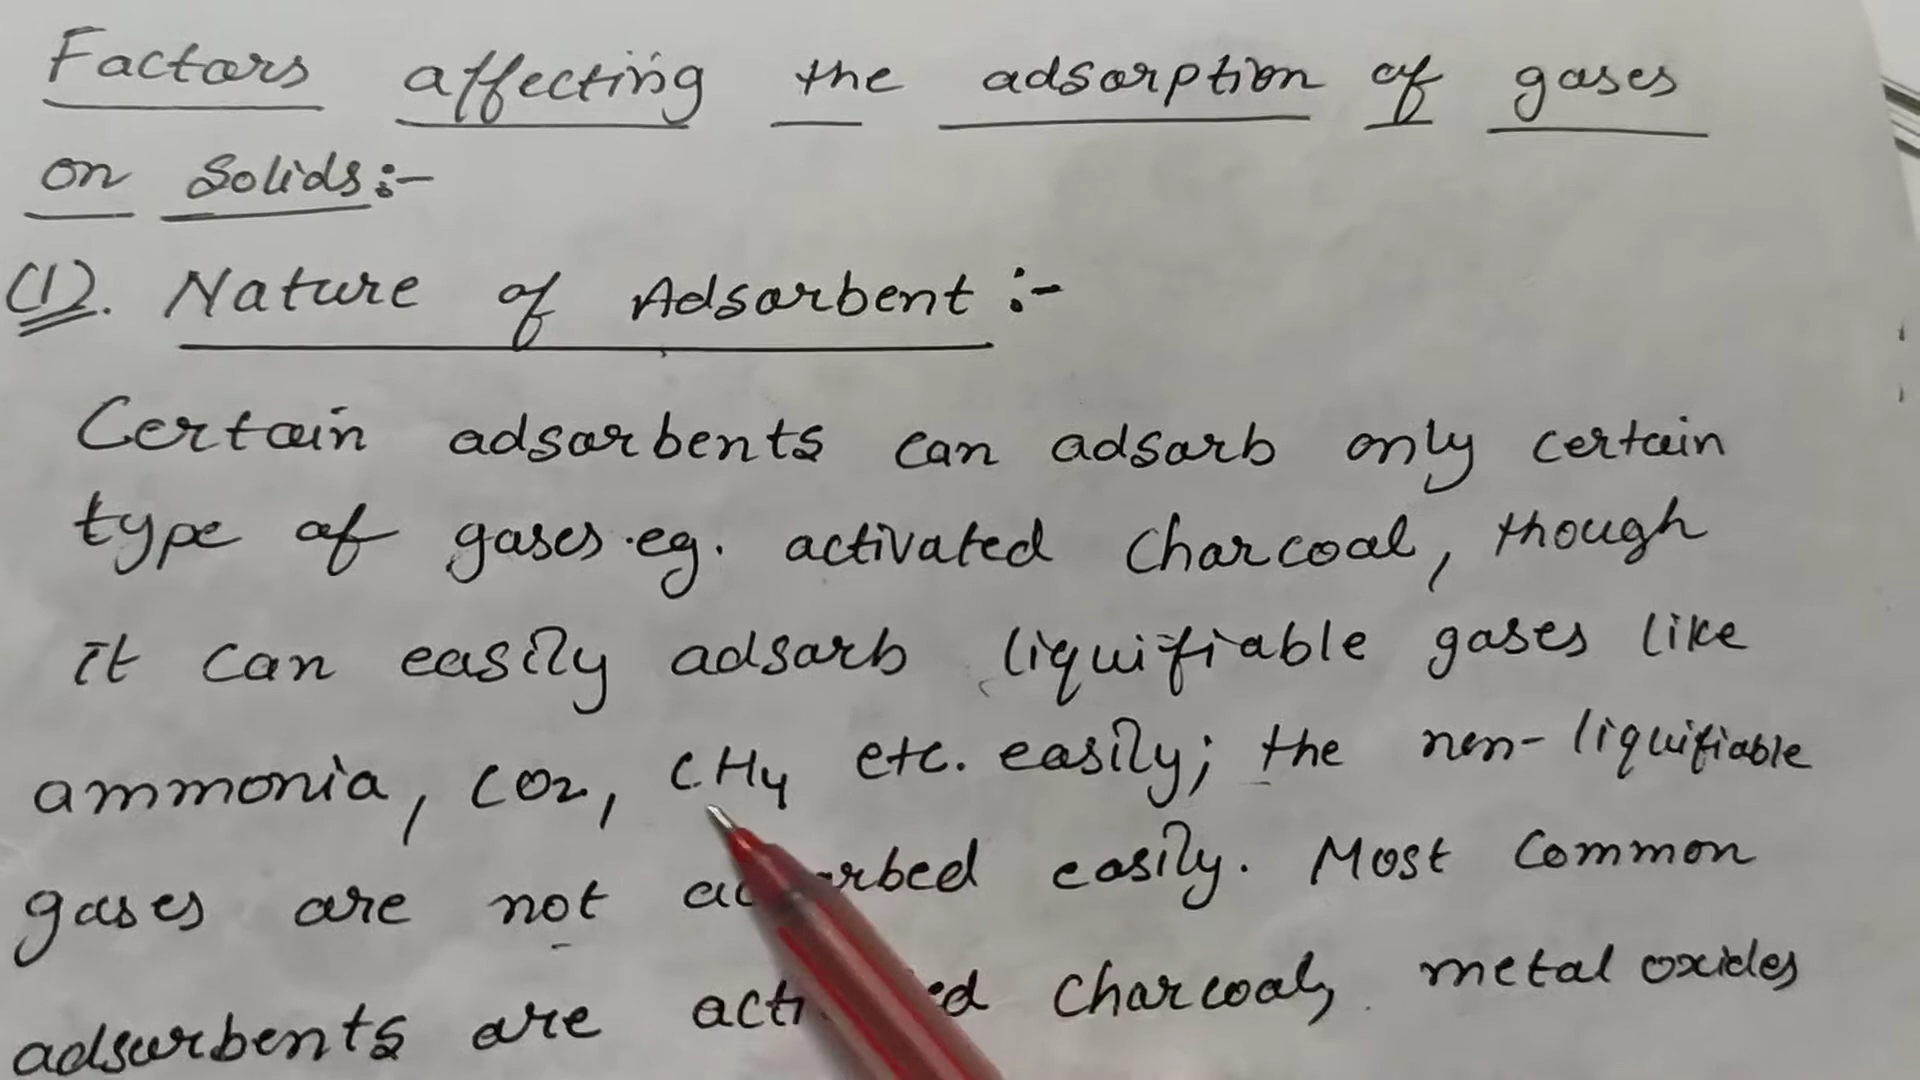 Factors affecting the adsorption of gases
on Solids:-
(1). Nature of Adsorbent :-
Certain adsorbents can adsorb only certain
type of gases. eg. activated charcoal, though
it can easily adsorb liquifiable gases like
ammonia, CO2, CH4 etc. easily; the non-liquifiable
gases are not easily. Most common
adsorbents are charcoal, metal oxides